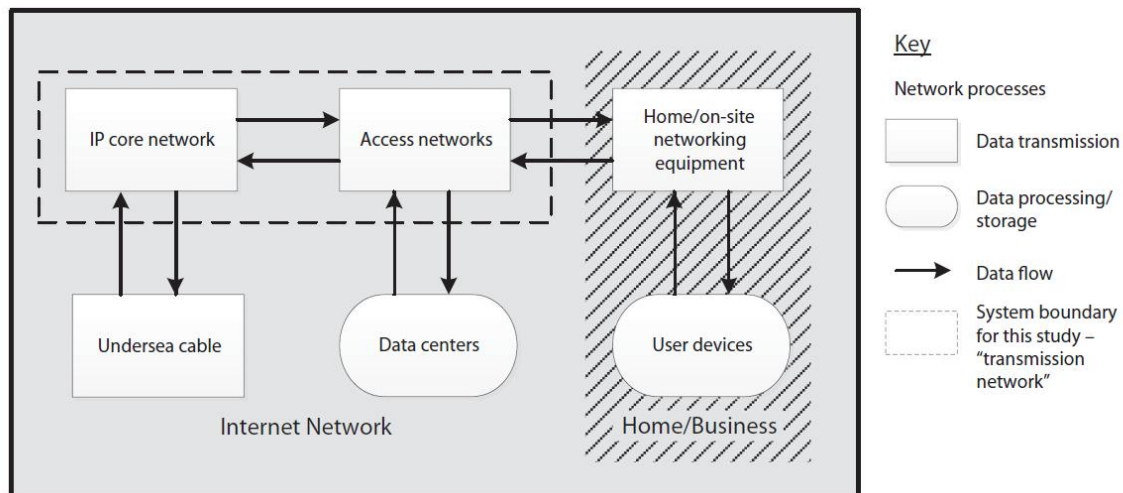 IP core network
Access networks
Home/on-site
networking
equipment
Undersea cable
Data centers
User devices
Internet Network
Home/Business
Key
Network processes
Data transmission
Data processing/
storage
Data flow
System boundary
for this study –
“transmission
network”